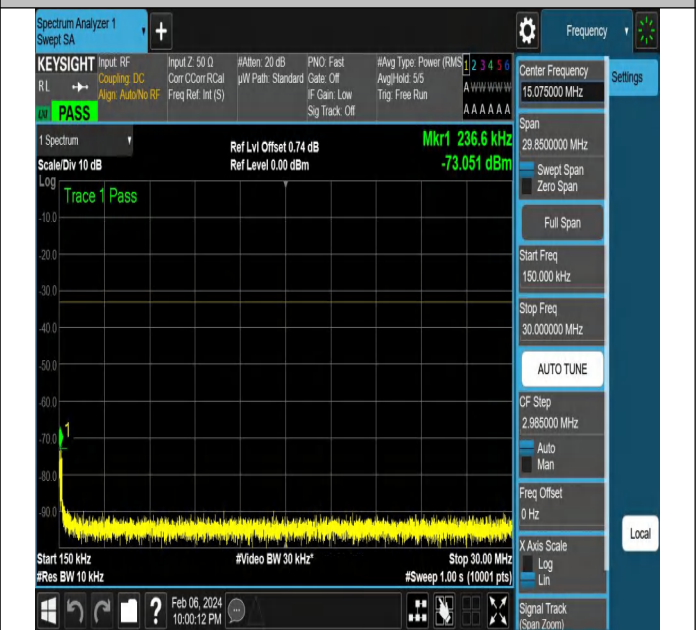 Spectrum Analyzer 1
Swept SA
+
Frequency
KEYSIGHT
RL
PASS
Input: RF
Coupling: DC
Align: Auto/No RF
Input Z: 50 Ω
Corr CCorr RCal
Freq Ref: Int (S)
#Atten: 20 dB
µW Path: Standard
PNO: Fast
Gate: Off
IF Gain: Low
Sig Track: Off
#Avg Type: Power (RMS
Avg|Hold: 5/5
Trig: Free Run
1 2 3 4 5 6
A W W W W W
A A A A A A
1 Spectrum
Scale/Div 10 dB
Ref Lvl Offset 0.74 dB
Ref Level 0.00 dBm
Mkr1 236.6 kHz
-73.051 dBm
Log
Trace 1 Pass
-10.0
-20.0
-30.0
-40.0
-50.0
-60.0
-70.0
-80.0
-90.0
1
Start 150 kHz
#Res BW 10 kHz
#Video BW 30 kHz*
Stop 30.00 MHz
#Sweep 1.00 s (10001 pts)
?
Feb 06, 2024
10:00:12 PM
Center Frequency
15.075000 MHz
Settings
Span
29.8500000 MHz
Swept Span
Zero Span
Full Span
Start Freq
150.000 kHz
Stop Freq
30.000000 MHz
AUTO TUNE
CF Step
2.985000 MHz
Auto
Man
Freq Offset
0 Hz
X Axis Scale
Log
Lin
Local
Signal Track
(Span Zoom)